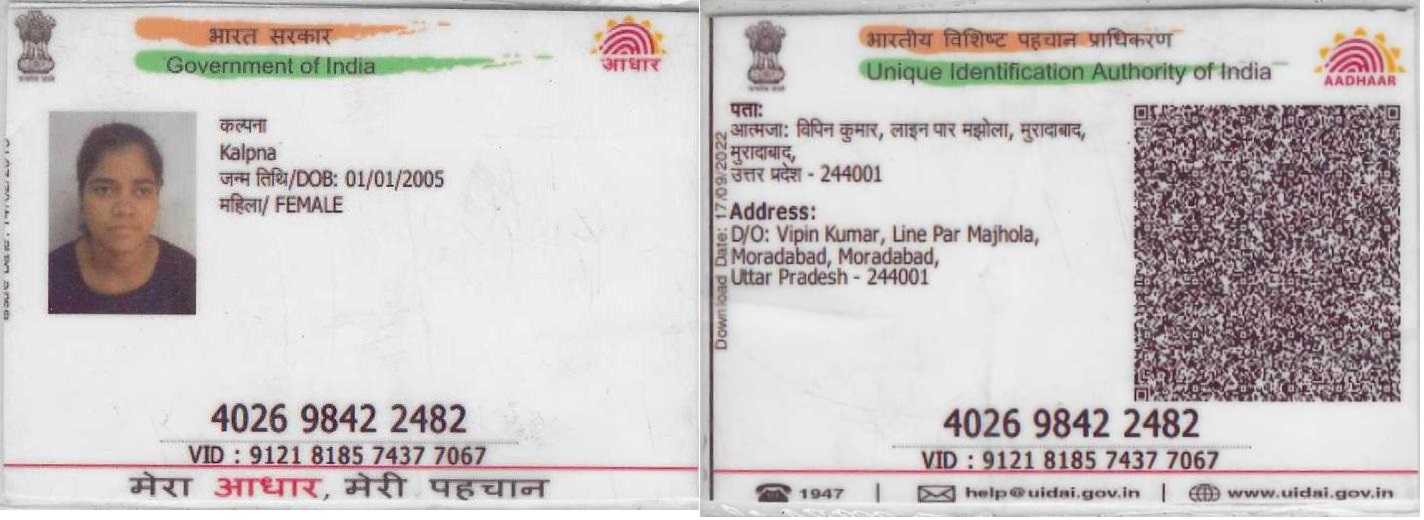 भारत सरकार
Government of India
आधार
कल्पना
Kalpna
जन्म तिथि/DOB: 01/01/2005
महिला/ FEMALE
4026 9842 2482
VID : 9121 8185 7437 7067
मेरा आधार, मेरी पहचान
भारतीय विशिष्ट पहचान प्राधिकरण
Unique Identification Authority of India
AADHAAR
Download Date: 17/09/2022
पता:
आत्मजा: विपिन कुमार, लाइन पार मझोला, मुरादाबाद,
मुरादाबाद,
उत्तर प्रदेश - 244001
Address:
D/O: Vipin Kumar, Line Par Majhola,
Moradabad, Moradabad,
Uttar Pradesh - 244001
4026 9842 2482
VID : 9121 8185 7437 7067
1947 | help@uidai.gov.in | www.uidai.gov.in